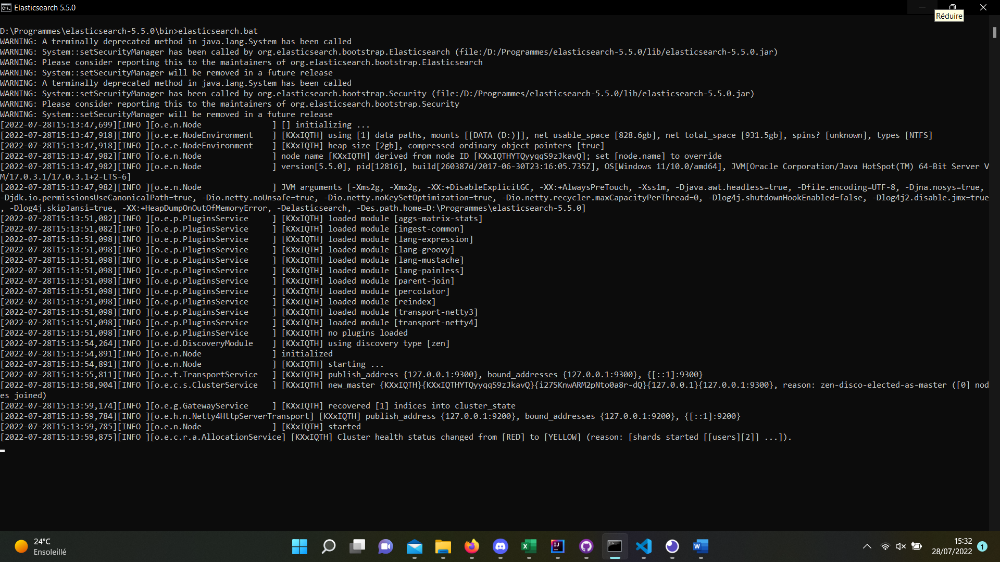 Elasticsearch 5.5.0
Réduire
D:\Programmes\elasticsearch-5.5.0\bin>elasticsearch.bat
WARNING: A terminally deprecated method in java.lang.System has been called
WARNING: System::setSecurityManager has been called by org.elasticsearch.bootstrap.Elasticsearch (file:/D:/Programmes/elasticsearch-5.5.0/lib/elasticsearch-5.5.0.jar)
WARNING: Please consider reporting this to the maintainers of org.elasticsearch.bootstrap.Elasticsearch
WARNING: System::setSecurityManager will be removed in a future release
WARNING: A terminally deprecated method in java.lang.System has been called
WARNING: System::setSecurityManager has been called by org.elasticsearch.bootstrap.Security (file:/D:/Programmes/elasticsearch-5.5.0/lib/elasticsearch-5.5.0.jar)
WARNING: Please consider reporting this to the maintainers of org.elasticsearch.bootstrap.Security
WARNING: System::setSecurityManager will be removed in a future release
[2022-07-28T15:13:47,699][INFO ][o.e.n.Node               ] [] initializing ...
[2022-07-28T15:13:47,918][INFO ][o.e.e.NodeEnvironment    ] [KXxIQTH] using [1] data paths, mounts [[DATA (D:)]], net usable_space [828.6gb], net total_space [931.5gb], spins? [unknown], types [NTFS]
[2022-07-28T15:13:47,918][INFO ][o.e.e.NodeEnvironment    ] [KXxIQTH] heap size [2gb], compressed ordinary object pointers [true]
[2022-07-28T15:13:47,982][INFO ][o.e.n.Node               ] node name [KXxIQTH] derived from node ID [KXxIQTHYTQyyqqS9zJkavQ]; set [node.name] to override
[2022-07-28T15:13:47,982][INFO ][o.e.n.Node               ] version[5.5.0], pid[12816], build[260387d/2017-06-30T23:16:05.735Z], OS[Windows 11/10.0/amd64], JVM[Oracle Corporation/Java HotSpot(TM) 64-Bit Server V
M/17.0.3.1/17.0.3.1+2-LTS-6]
[2022-07-28T15:13:47,982][INFO ][o.e.n.Node               ] JVM arguments [-Xms2g, -Xmx2g, -XX:+DisableExplicitGC, -XX:+AlwaysPreTouch, -Xss1m, -Djava.awt.headless=true, -Dfile.encoding=UTF-8, -Djna.nosys=true,
-Djdk.io.permissionsUseCanonicalPath=true, -Dio.netty.noUnsafe=true, -Dio.netty.noKeySetOptimization=true, -Dio.netty.recycler.maxCapacityPerThread=0, -Dlog4j.shutdownHookEnabled=false, -Dlog4j2.disable.jmx=true
, -Dlog4j.skipJansi=true, -XX:+HeapDumpOnOutOfMemoryError, -Delasticsearch, -Des.path.home=D:\Programmes\elasticsearch-5.5.0]
[2022-07-28T15:13:51,082][INFO ][o.e.p.PluginsService     ] [KXxIQTH] loaded module [aggs-matrix-stats]
[2022-07-28T15:13:51,082][INFO ][o.e.p.PluginsService     ] [KXxIQTH] loaded module [ingest-common]
[2022-07-28T15:13:51,098][INFO ][o.e.p.PluginsService     ] [KXxIQTH] loaded module [lang-expression]
[2022-07-28T15:13:51,098][INFO ][o.e.p.PluginsService     ] [KXxIQTH] loaded module [lang-groovy]
[2022-07-28T15:13:51,098][INFO ][o.e.p.PluginsService     ] [KXxIQTH] loaded module [lang-mustache]
[2022-07-28T15:13:51,098][INFO ][o.e.p.PluginsService     ] [KXxIQTH] loaded module [lang-painless]
[2022-07-28T15:13:51,098][INFO ][o.e.p.PluginsService     ] [KXxIQTH] loaded module [parent-join]
[2022-07-28T15:13:51,098][INFO ][o.e.p.PluginsService     ] [KXxIQTH] loaded module [percolator]
[2022-07-28T15:13:51,098][INFO ][o.e.p.PluginsService     ] [KXxIQTH] loaded module [reindex]
[2022-07-28T15:13:51,098][INFO ][o.e.p.PluginsService     ] [KXxIQTH] loaded module [transport-netty3]
[2022-07-28T15:13:51,098][INFO ][o.e.p.PluginsService     ] [KXxIQTH] loaded module [transport-netty4]
[2022-07-28T15:13:51,098][INFO ][o.e.p.PluginsService     ] [KXxIQTH] no plugins loaded
[2022-07-28T15:13:54,264][INFO ][o.e.d.DiscoveryModule    ] [KXxIQTH] using discovery type [zen]
[2022-07-28T15:13:54,891][INFO ][o.e.n.Node               ] initialized
[2022-07-28T15:13:54,891][INFO ][o.e.n.Node               ] [KXxIQTH] starting ...
[2022-07-28T15:13:55,811][INFO ][o.e.t.TransportService   ] [KXxIQTH] publish_address {127.0.0.1:9300}, bound_addresses {127.0.0.1:9300}, {[::1]:9300}
[2022-07-28T15:13:58,904][INFO ][o.e.c.s.ClusterService   ] [KXxIQTH] new_master {KXxIQTH}{KXxIQTHYTQyyqqS9zJkavQ}{i27SKnwARM2pNto0a8r-dQ}{127.0.0.1}{127.0.0.1:9300}, reason: zen-disco-elected-as-master ([0] nod
es joined)
[2022-07-28T15:13:59,174][INFO ][o.e.g.GatewayService     ] [KXxIQTH] recovered [1] indices into cluster_state
[2022-07-28T15:13:59,784][INFO ][o.e.h.n.Netty4HttpServerTransport] [KXxIQTH] publish_address {127.0.0.1:9200}, bound_addresses {127.0.0.1:9200}, {[::1]:9200}
[2022-07-28T15:13:59,785][INFO ][o.e.n.Node               ] [KXxIQTH] started
[2022-07-28T15:13:59,875][INFO ][o.e.c.r.a.AllocationService] [KXxIQTH] Cluster health status changed from [RED] to [YELLOW] (reason: [shards started [[users][2]] ...]).
24°C
Ensoleillé
15:32
28/07/2022
1